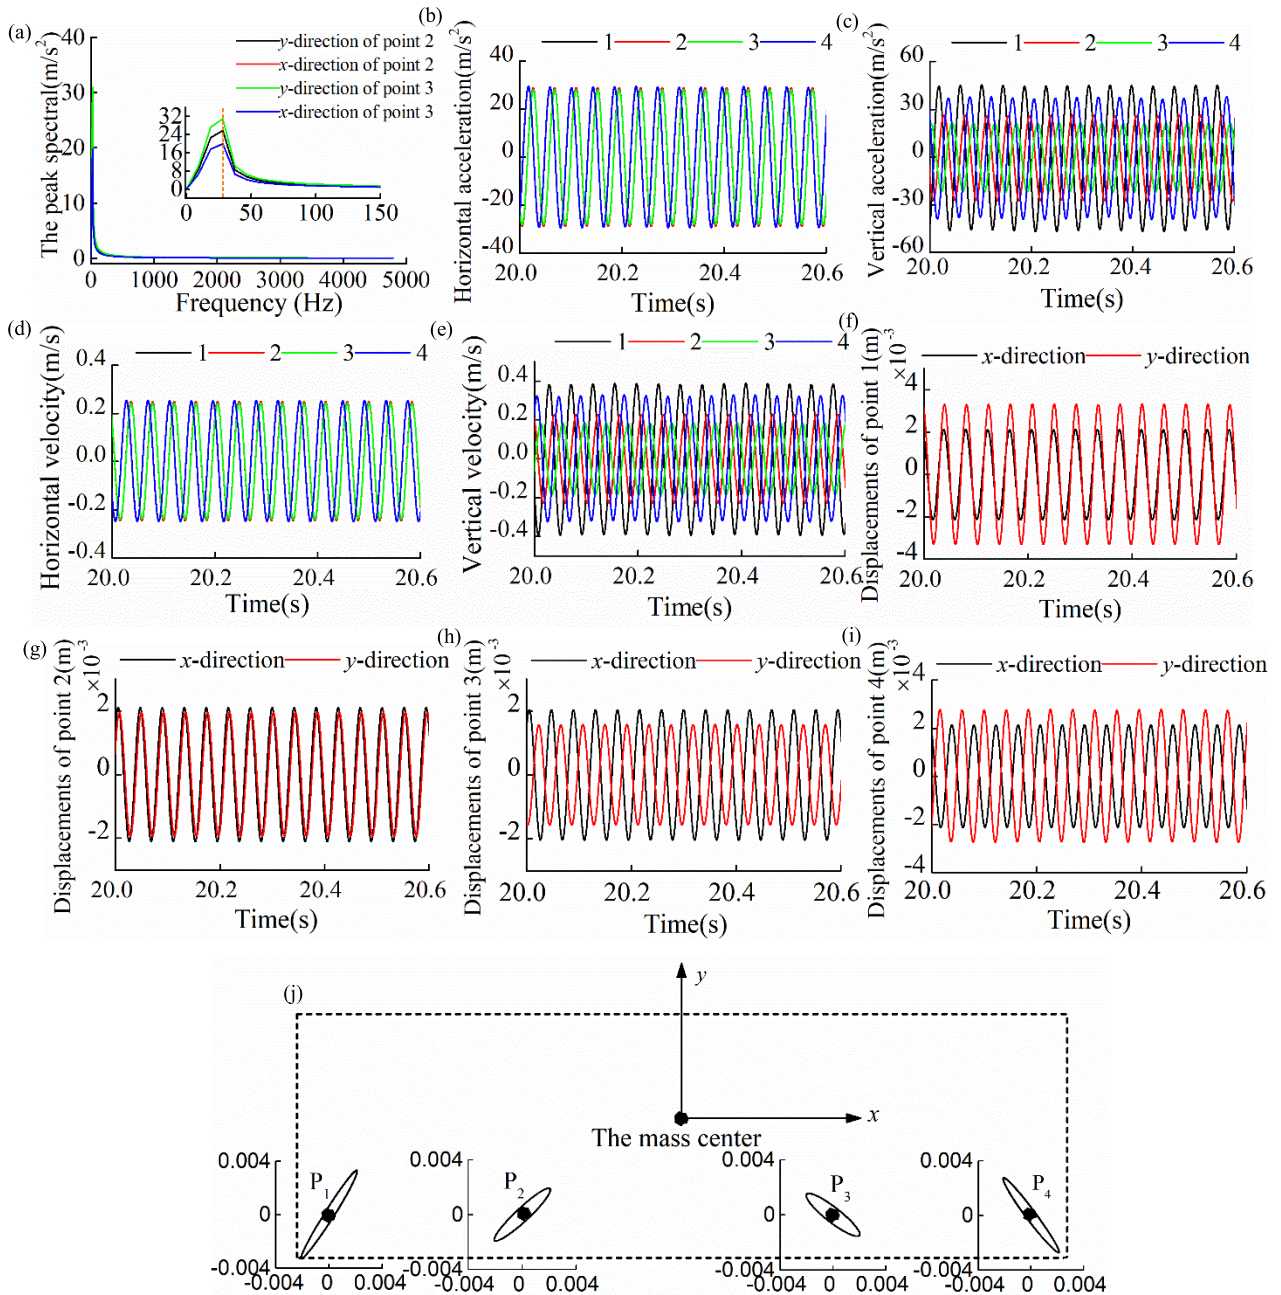 (a)
The peak spectral(m/s²)
40
30
20
10
0
y-direction of point 2
x-direction of point 2
y-direction of point 3
x-direction of point 3
32
24
16
8
0
0 50 100 150
0 1000 2000 3000 4000 5000
Frequency (Hz)
(b)
1 2 3 4
Horizontal acceleration(m/s²)
40
20
0
-20
-40
20.0 20.2 20.4 20.6
Time(s)
(c)
1 2 3 4
Vertical acceleration(m/s²)
60
30
0
-30
-60
20.0 20.2 20.4 20.6
Time(s)
(d)
1 2 3 4
Horizontal velocity(m/s)
0.4
0.2
0.0
-0.2
-0.4
20.0 20.2 20.4 20.6
Time(s)
(e)
1 2 3 4
Vertical velocity(m/s)
0.4
0.2
0.0
-0.2
-0.4
20.0 20.2 20.4 20.6
Time(s)
(f)
x-direction y-direction
Displacements of point 1(m)
×10⁻³
4
2
0
-2
-4
20.0 20.2 20.4 20.6
Time(s)
(g)
x-direction y-direction
Displacements of point 2(m)
×10⁻³
2
0
-2
20.0 20.2 20.4 20.6
Time(s)
(h)
x-direction y-direction
Displacements of point 3(m)
×10⁻³
2
0
-2
20.0 20.2 20.4 20.6
Time(s)
(i)
x-direction y-direction
Displacements of point 4(m)
×10⁻³
4
2
0
-2
-4
20.0 20.2 20.4 20.6
Time(s)
(j)
y
x
The mass center
0.004
0
-0.004
P₁
-0.004 0 0.004
0.004
0
-0.004
P₂
-0.004 0 0.004
0.004
0
-0.004
P₃
-0.004 0 0.004
0.004
0
-0.004
P₄
-0.004 0 0.004